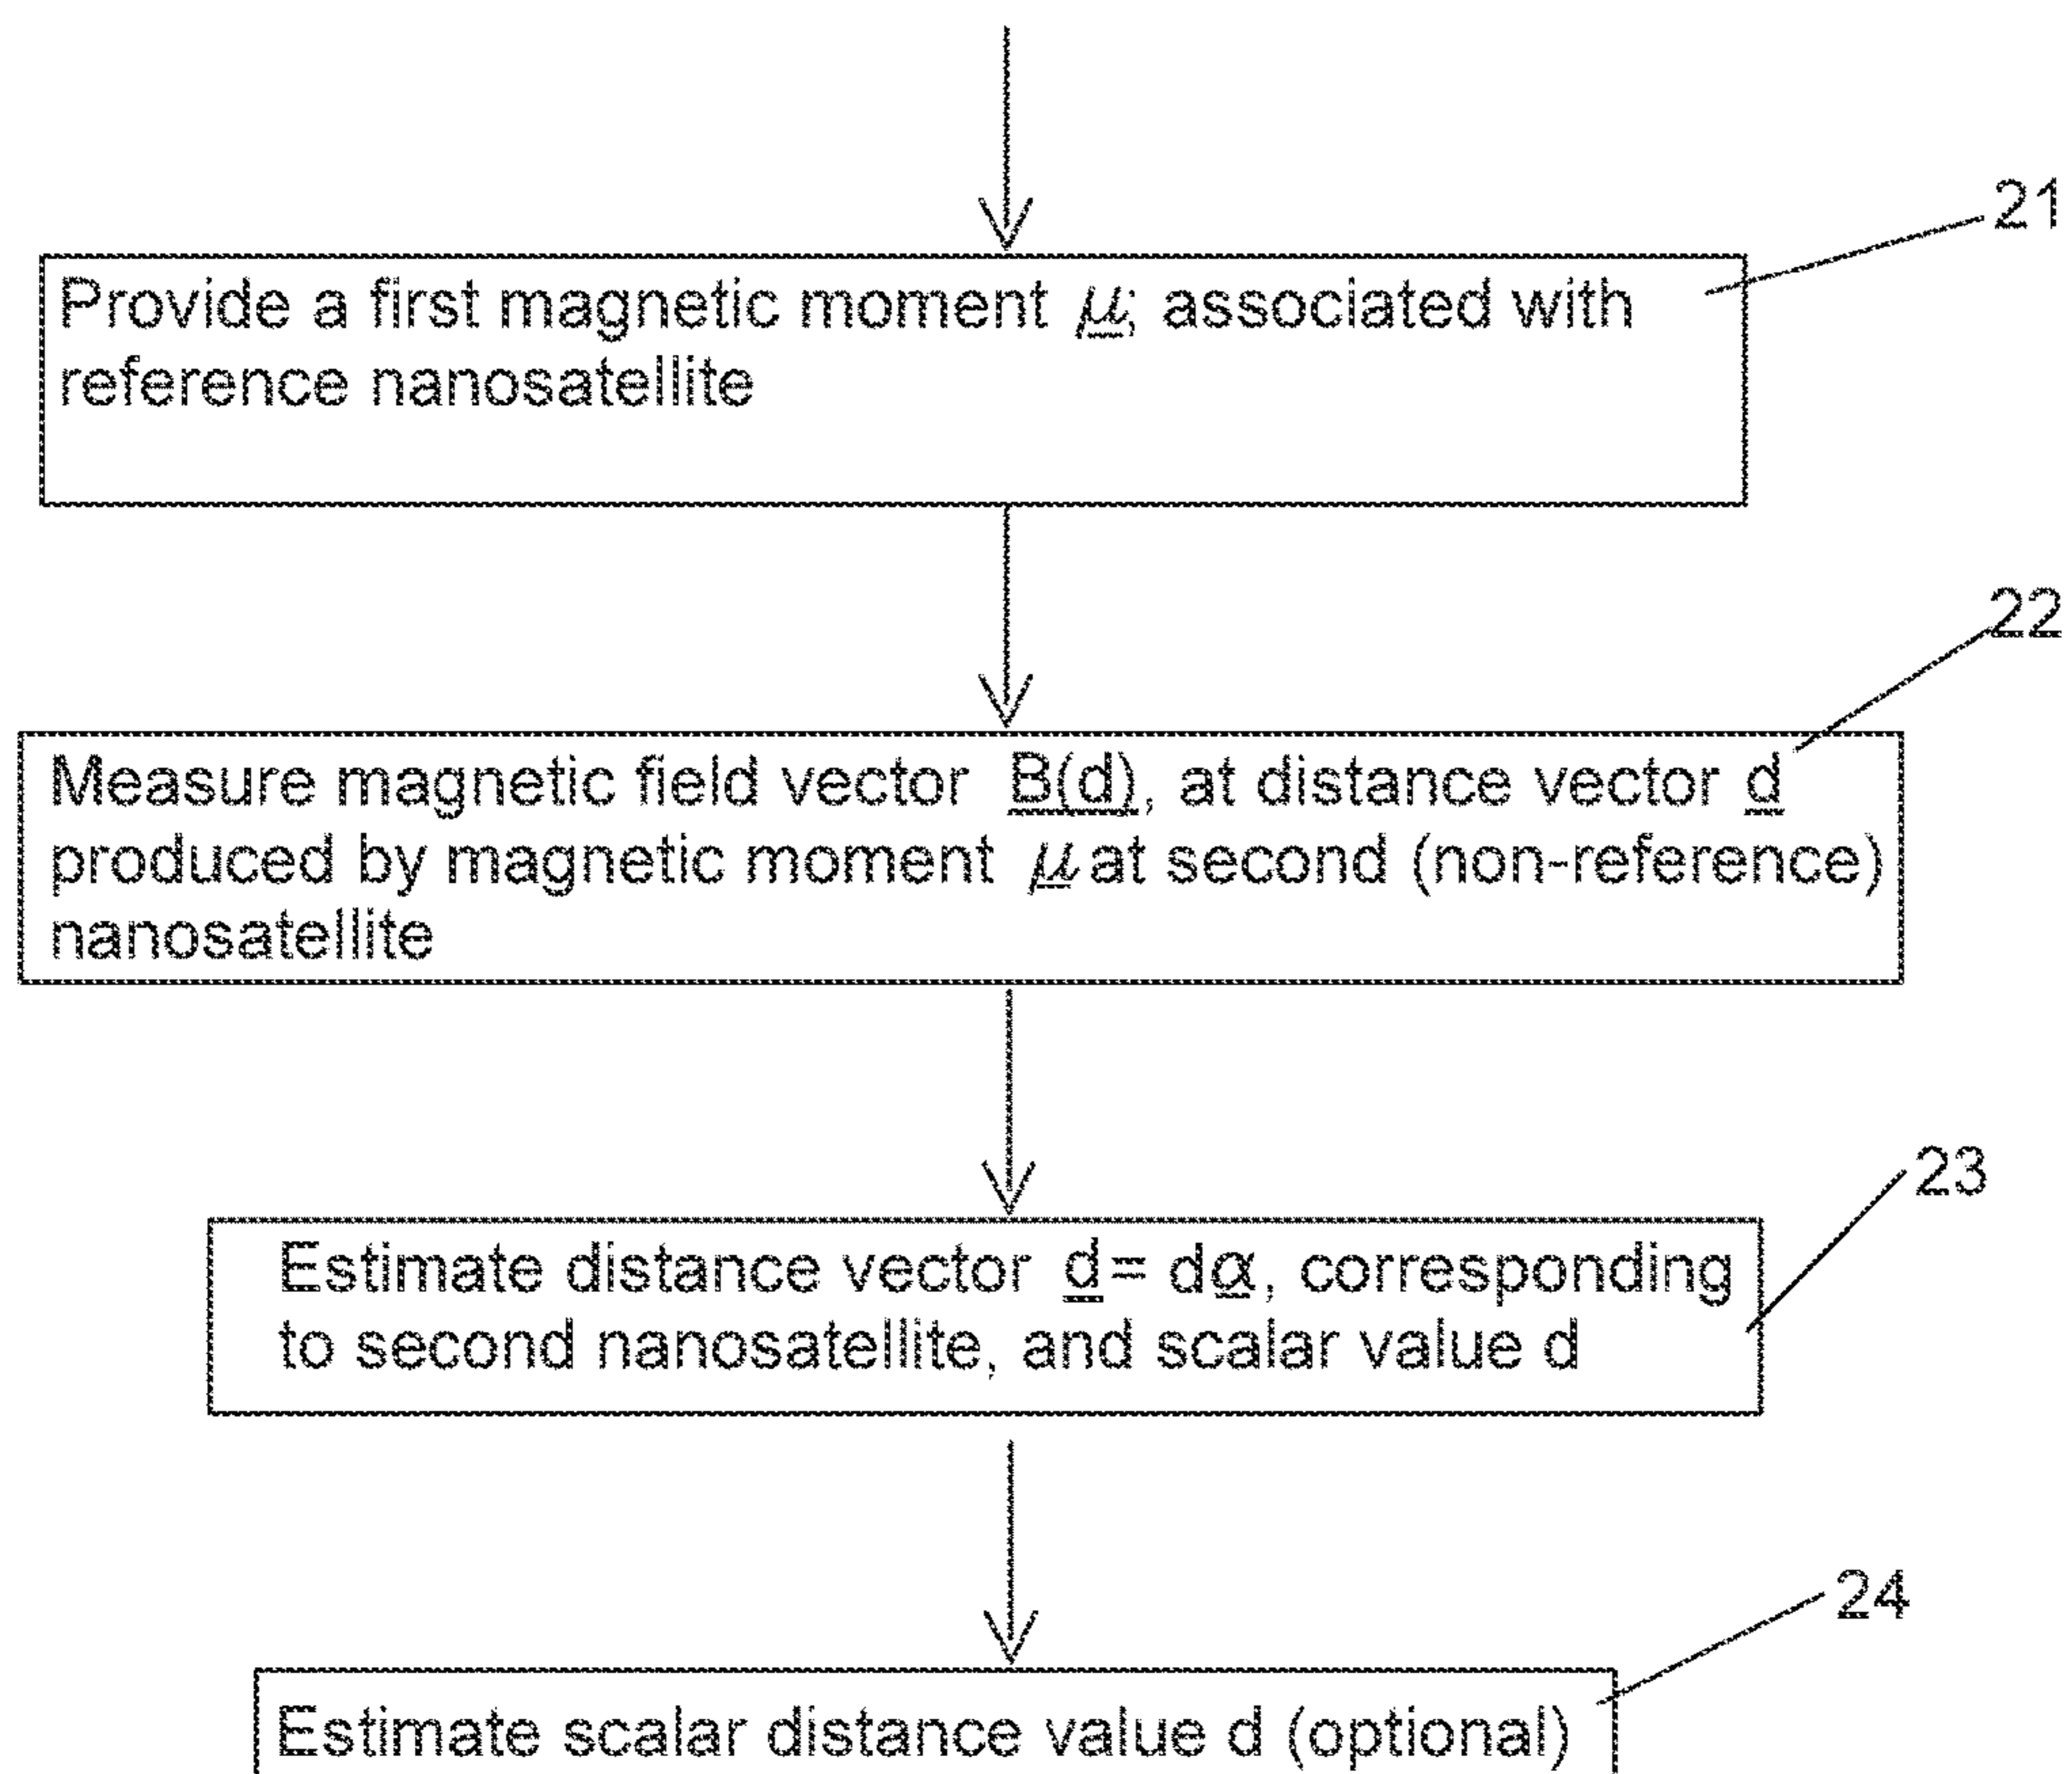 21
Provide a first magnetic moment μ; associated with
reference nanosatellite
22
Measure magnetic field vector B(d), at distance vector d
produced by magnetic moment μ at second (non-reference)
nanosatellite
23
Estimate distance vector d = dα, corresponding
to second nanosatellite, and scalar value d
24
Estimate scalar distance value d (optional)